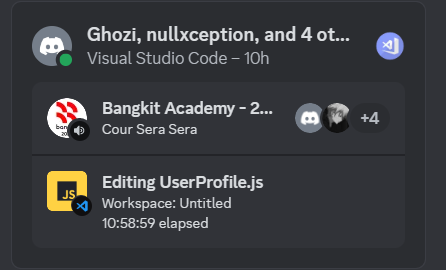 Ghozi, nullxception, and 4 ot...
Visual Studio Code – 10h
Bangkit Academy - 2...
Cour Sera Sera
+4
Editing UserProfile.js
JS
Workspace: Untitled
10:58:59 elapsed